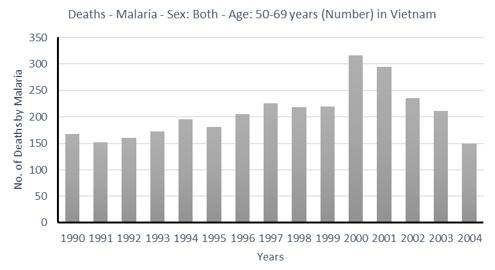 Deaths - Malaria - Sex: Both - Age: 50-69 years (Number) in Vietnam
350
300
250
200
150
100
50
0
No. of Deaths by Malaria
1990 1991 1992 1993 1994 1995 1996 1997 1998 1999 2000 2001 2002 2003 2004
Years